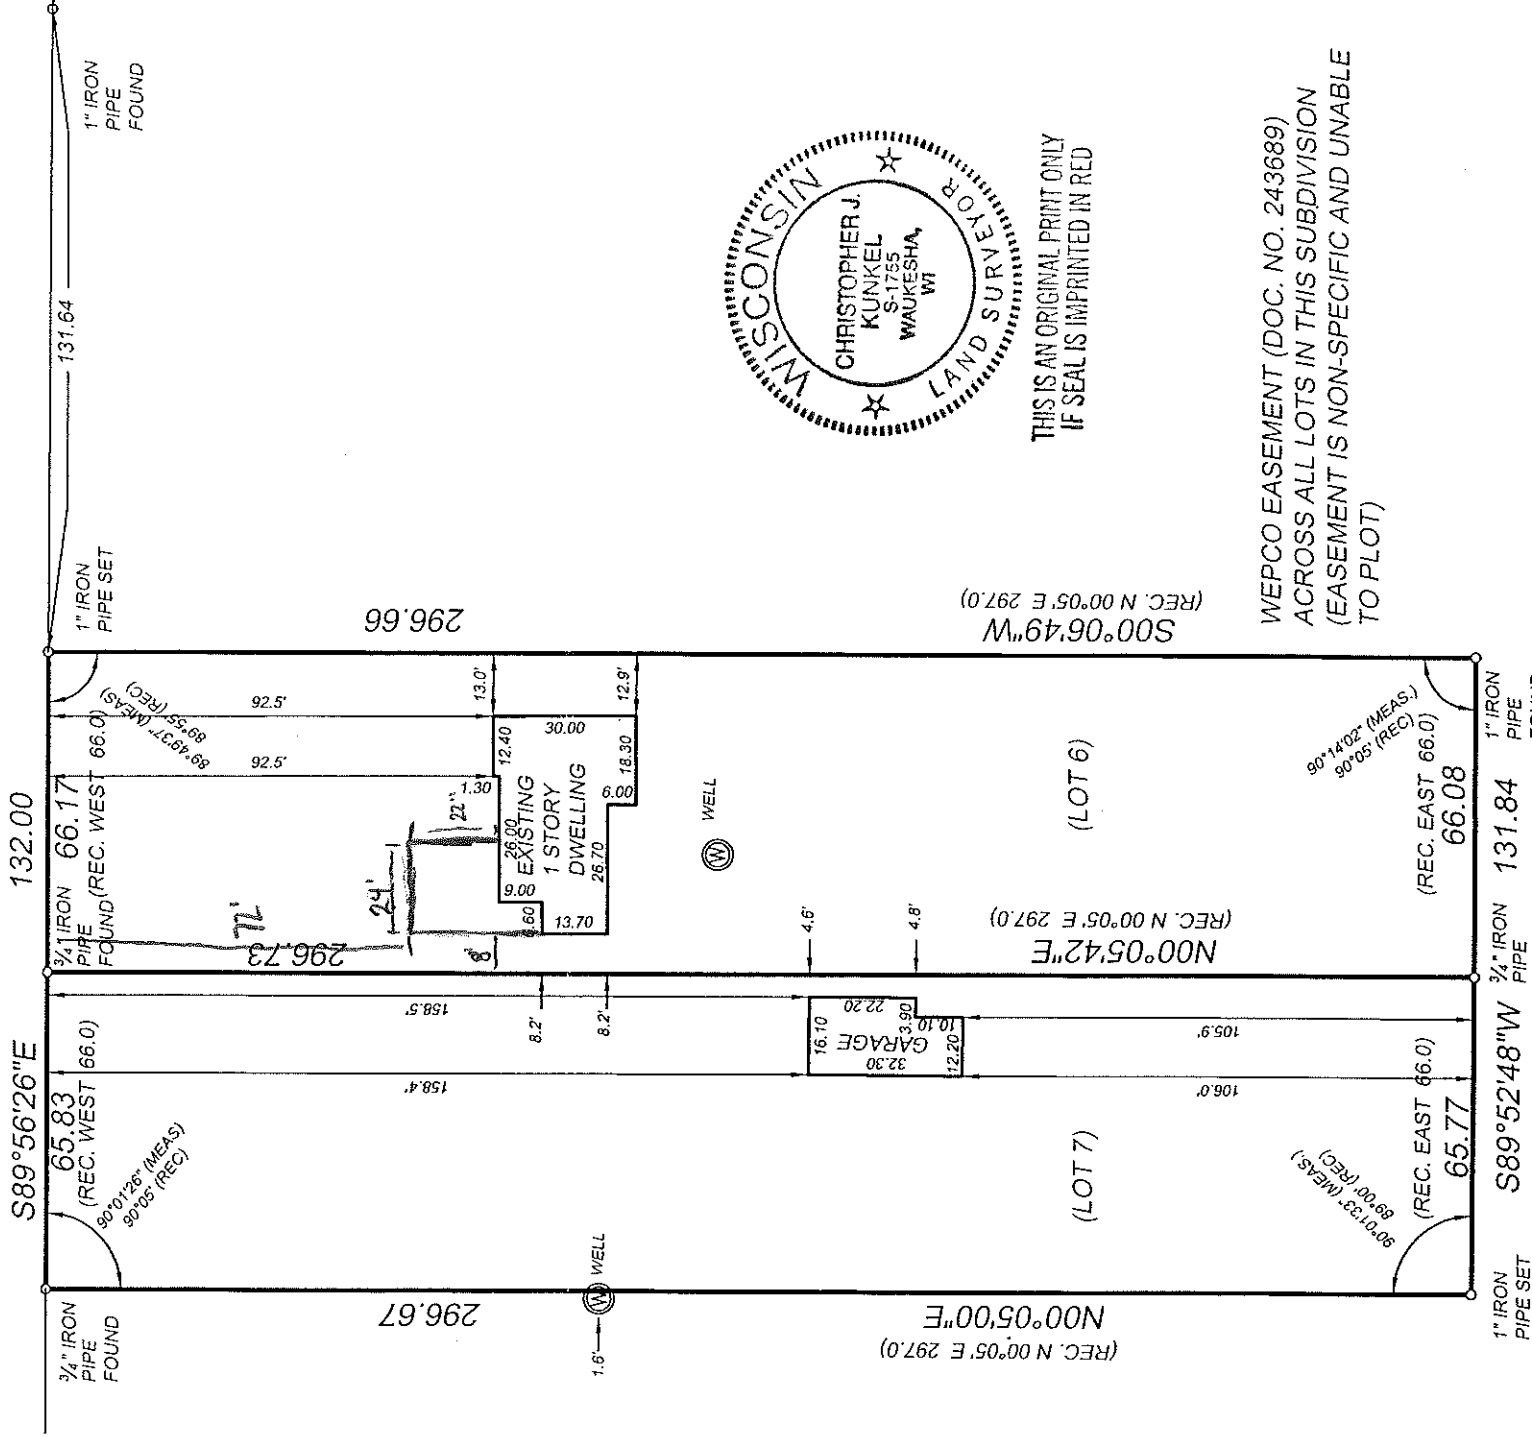 132.00
S89°56'26"E
1" IRON
PIPE
FOUND
131.64
1" IRON
PIPE SET
3/4" IRON
PIPE
FOUND
66.17
(REC. WEST 66.0)
89°49'37" (MEAS)
89°55' (REC)
65.83
(REC. WEST 66.0)
90°01'26" (MEAS)
90°05' (REC)
3/4" IRON
PIPE
FOUND
296.66
92.5'
92.5'
13.0'
12.9'
12.40
30.00
18.30
1.30
6.00
26.00
EXISTING
1 STORY
DWELLING
26.70
9.00
13.70
22"
24'
72'
8'
296.73
158.5'
158.4'
8.2'
8.2'
4.6'
4.8'
16.10
22.20
3.90
10.10
GARAGE
32.30
12.20
105.9'
106.0'
WELL
W
WELL
W
1.6'
296.67
(LOT 6)
(LOT 7)
S00°06'49"W
(REC. N 00°05' E 297.0)
N00°05'42"E
(REC. N 00°05' E 297.0)
N00°05'00"E
(REC. N 00°05' E 297.0)
90°14'02" (MEAS.)
90°05' (REC)
(REC. EAST 66.0)
66.08
90°01'33" (MEAS.)
89°00' (REC)
(REC. EAST 66.0)
65.77
1" IRON
PIPE
131.84
3/4" IRON
PIPE
S89°52'48"W
1" IRON
PIPE SET
WISCONSIN
CHRISTOPHER J.
KUNKEL
S-1755
WAUKESHA,
WI
LAND SURVEYOR
THIS IS AN ORIGINAL PRINT ONLY
IF SEAL IS IMPRINTED IN RED
WEPCO EASEMENT (DOC. NO. 243689)
ACROSS ALL LOTS IN THIS SUBDIVISION
(EASEMENT IS NON-SPECIFIC AND UNABLE
TO PLOT)